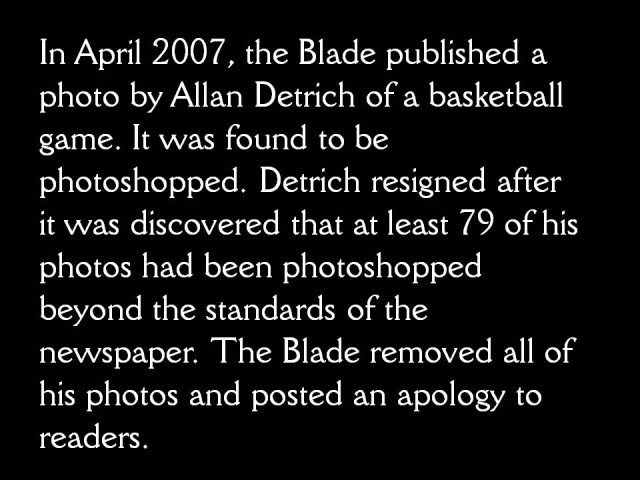 In April 2007, the Blade published a
photo by Allan Detrich of a basketball
game. It was found to be
photoshopped. Detrich resigned after
it was discovered that at least 79 of his
photos had been photoshopped
beyond the standards of the
newspaper. The Blade removed all of
his photos and posted an apology to
readers.